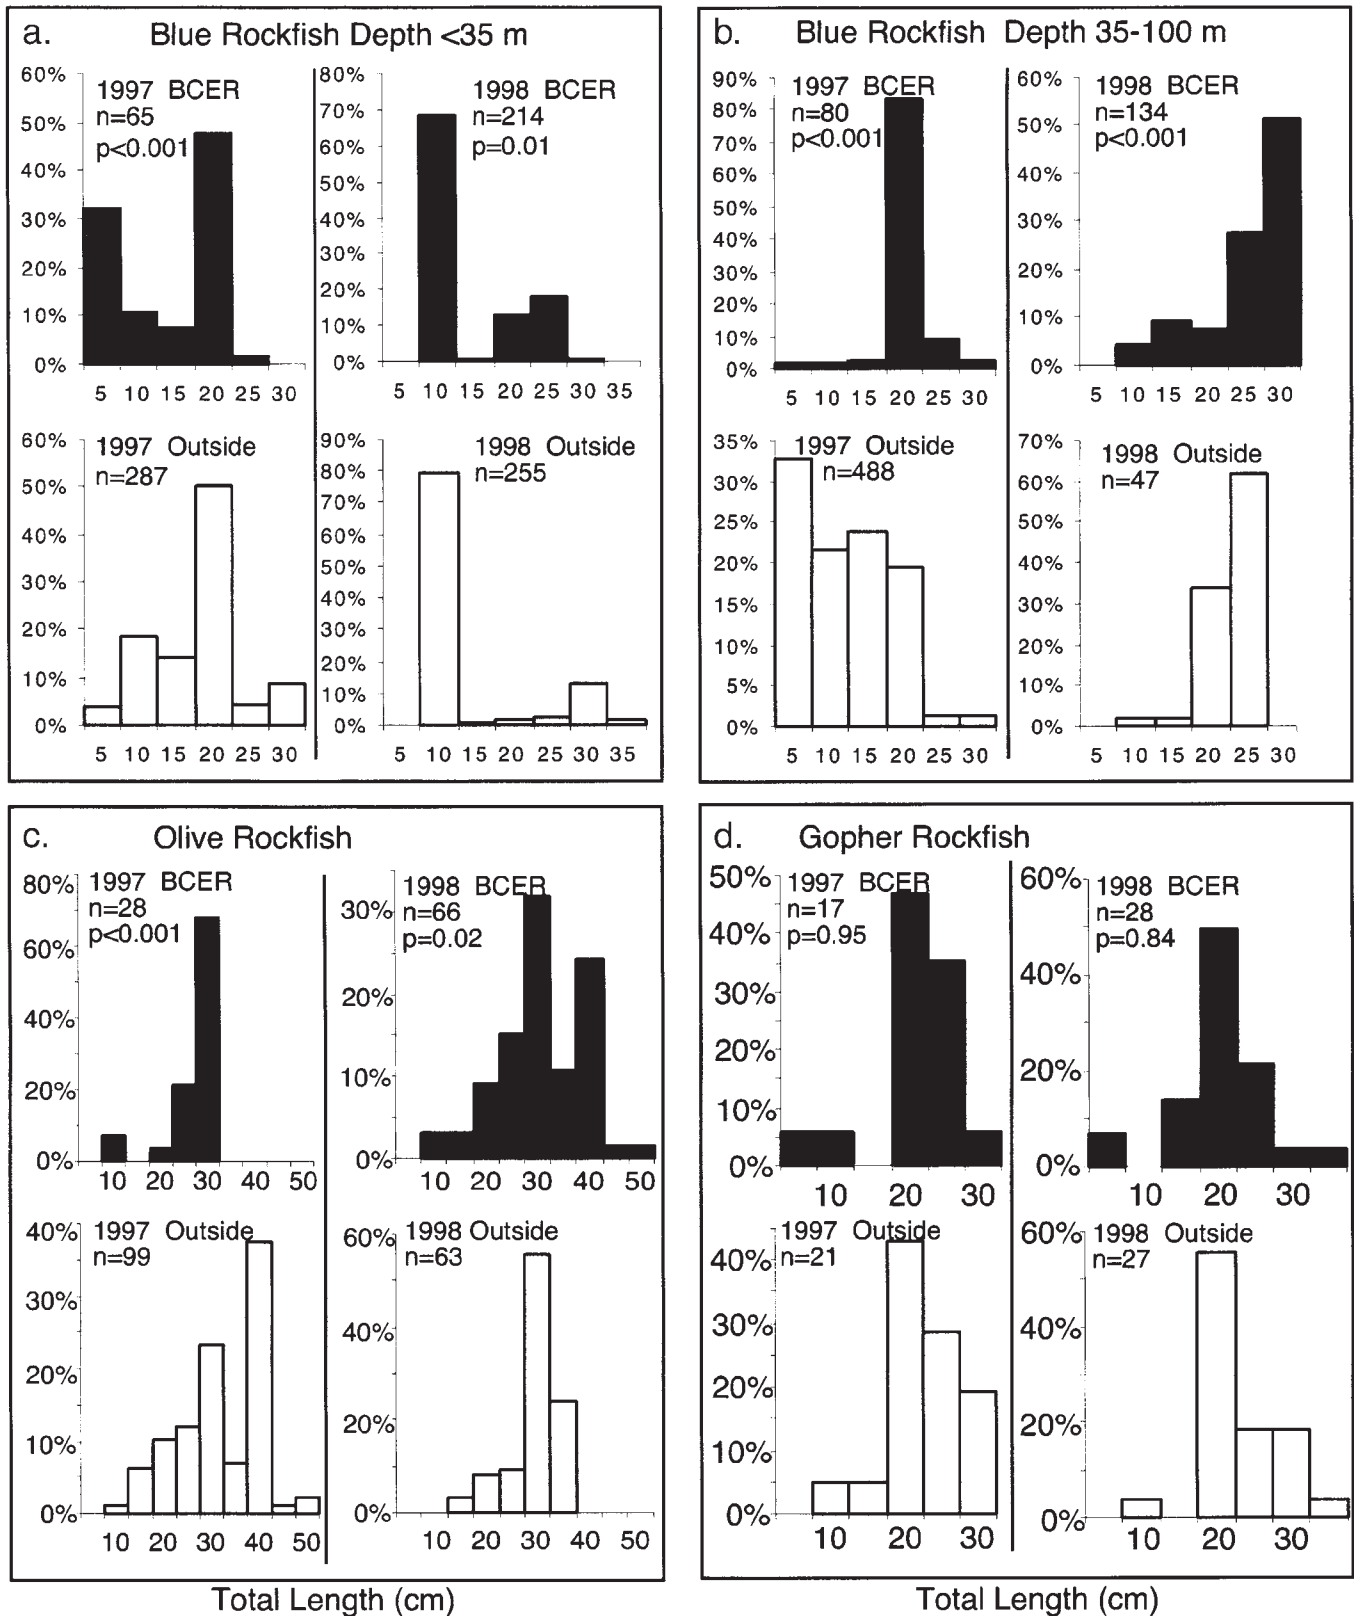 a. Blue Rockfish Depth <35 m
60%
50%
40%
30%
20%
10%
0%
1997 BCER
n=65
p<0.001
5 10 15 20 25 30
80%
70%
60%
50%
40%
30%
20%
10%
0%
1998 BCER
n=214
p=0.01
5 10 15 20 25 30 35
60%
50%
40%
30%
20%
10%
0%
1997 Outside
n=287
5 10 15 20 25 30
90%
80%
70%
60%
50%
40%
30%
20%
10%
0%
1998 Outside
n=255
5 10 15 20 25 30 35
b. Blue Rockfish Depth 35-100 m
90%
80%
70%
60%
50%
40%
30%
20%
10%
0%
1997 BCER
n=80
p<0.001
5 10 15 20 25 30
60%
50%
40%
30%
20%
10%
0%
1998 BCER
n=134
p<0.001
5 10 15 20 25 30
35%
30%
25%
20%
15%
10%
5%
0%
1997 Outside
n=488
5 10 15 20 25 30
70%
60%
50%
40%
30%
20%
10%
0%
1998 Outside
n=47
5 10 15 20 25 30
c. Olive Rockfish
80%
60%
40%
20%
0%
1997 BCER
n=28
p<0.001
10 20 30 40 50
30%
20%
10%
0%
1998 BCER
n=66
p=0.02
10 20 30 40 50
40%
30%
20%
10%
0%
1997 Outside
n=99
10 20 30 40 50
60%
40%
20%
0%
1998 Outside
n=63
10 20 30 40 50
Total Length (cm)
d. Gopher Rockfish
50%
40%
30%
20%
10%
0%
1997 BCER
n=17
p=0.95
10 20 30
60%
40%
20%
0%
1998 BCER
n=28
p=0.84
10 20 30
40%
30%
20%
10%
0%
1997 Outside
n=21
10 20 30
60%
40%
20%
0%
1998 Outside
n=27
10 20 30
Total Length (cm)